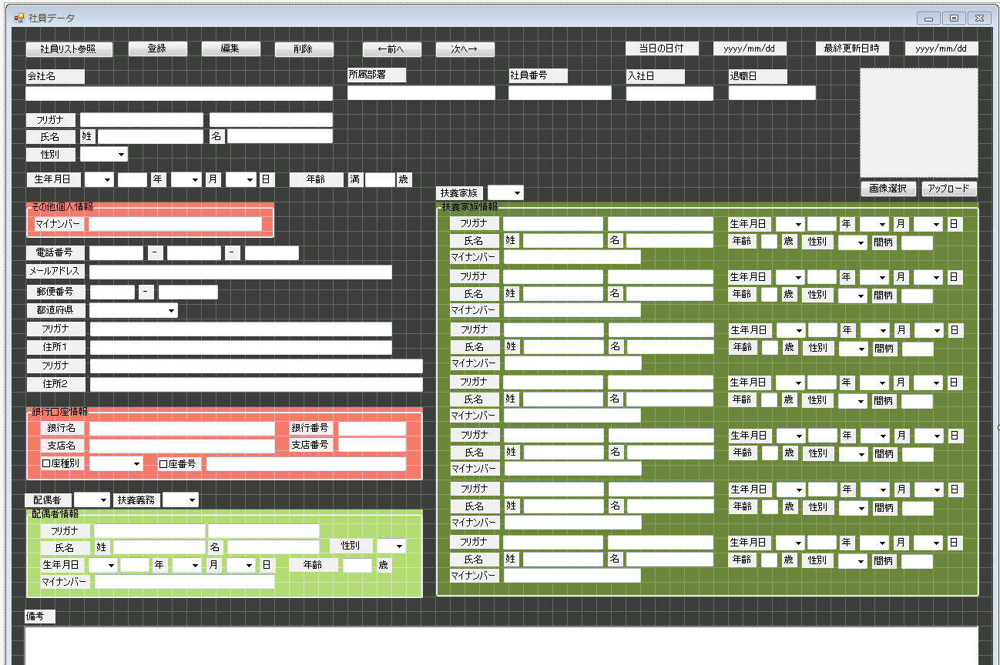 社員データ
社員リスト参照 登録 編集 削除 ←前へ 次へ→ 当日の日付 yyyy/mm/dd 最終更新日時 yyyy/mm/dd
会社名 所属部署 社員番号 入社日 退職日
フリガナ
氏名 姓 名
性別
生年月日 年 月 日 年齢 満 歳
画像選択 アップロード
扶養家族
その他個人情報
マイナンバー
電話番号 - -
メールアドレス
郵便番号 -
都道府県
フリガナ
住所1
フリガナ
住所2
銀行口座情報
銀行名 銀行番号
支店名 支店番号
口座種別 口座番号
配偶者 扶養義務
配偶者情報
フリガナ
氏名 姓 名 性別
生年月日 年 月 日 年齢 歳
マイナンバー
扶養家族情報
フリガナ 生年月日 年 月 日
氏名 姓 名 年齢 歳 性別 間柄
マイナンバー
フリガナ 生年月日 年 月 日
氏名 姓 名 年齢 歳 性別 間柄
マイナンバー
フリガナ 生年月日 年 月 日
氏名 姓 名 年齢 歳 性別 間柄
マイナンバー
フリガナ 生年月日 年 月 日
氏名 姓 名 年齢 歳 性別 間柄
マイナンバー
フリガナ 生年月日 年 月 日
氏名 姓 名 年齢 歳 性別 間柄
マイナンバー
フリガナ 生年月日 年 月 日
氏名 姓 名 年齢 歳 性別 間柄
マイナンバー
フリガナ 生年月日 年 月 日
氏名 姓 名 年齢 歳 性別 間柄
マイナンバー
備考